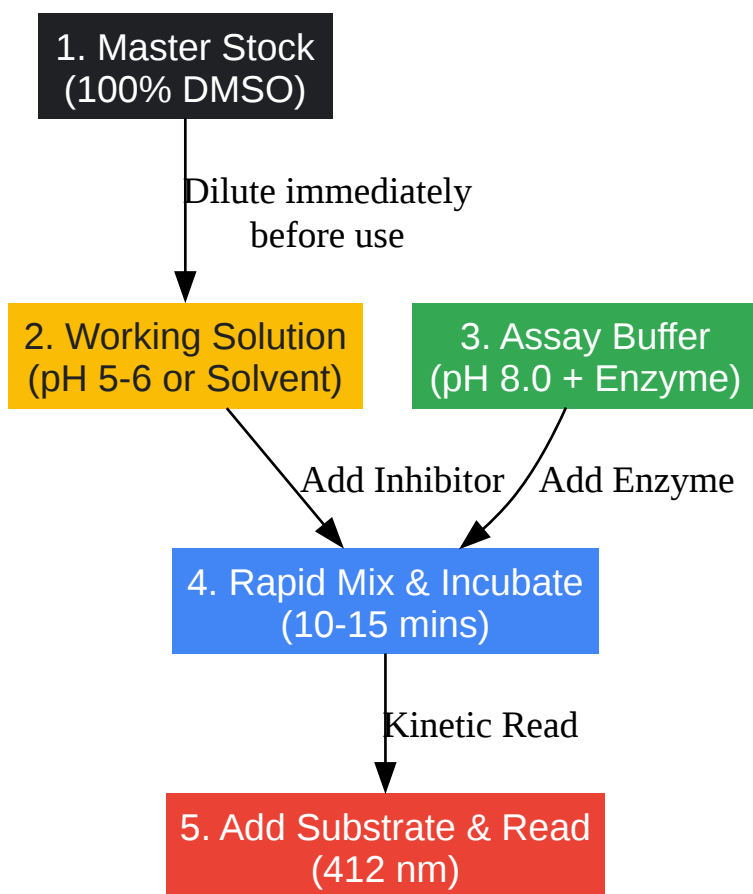 1. Master Stock
(100% DMSO)
Dilute immediately
before use
2. Working Solution
(pH 5-6 or Solvent)
3. Assay Buffer
(pH 8.0 + Enzyme)
Add Inhibitor
Add Enzyme
4. Rapid Mix & Incubate
(10-15 mins)
Kinetic Read
5. Add Substrate & Read
(412 nm)